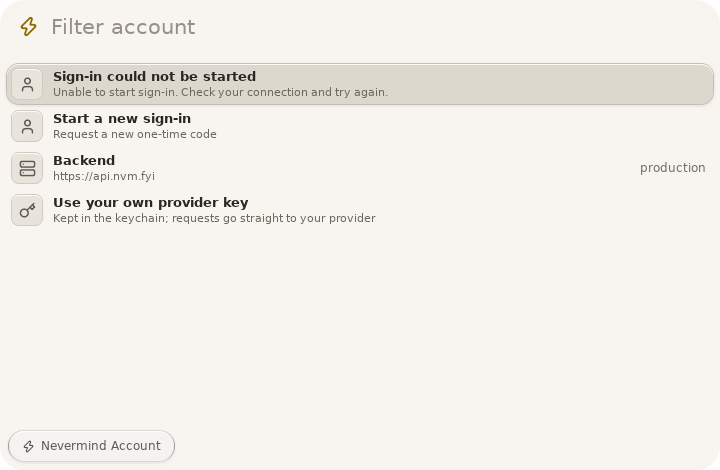 Filter account
Sign-in could not be started
Unable to start sign-in. Check your connection and try again.
Start a new sign-in
Request a new one-time code
Backend
https://api.nvm.fyi
production
Use your own provider key
Kept in the keychain; requests go straight to your provider
Nevermind Account